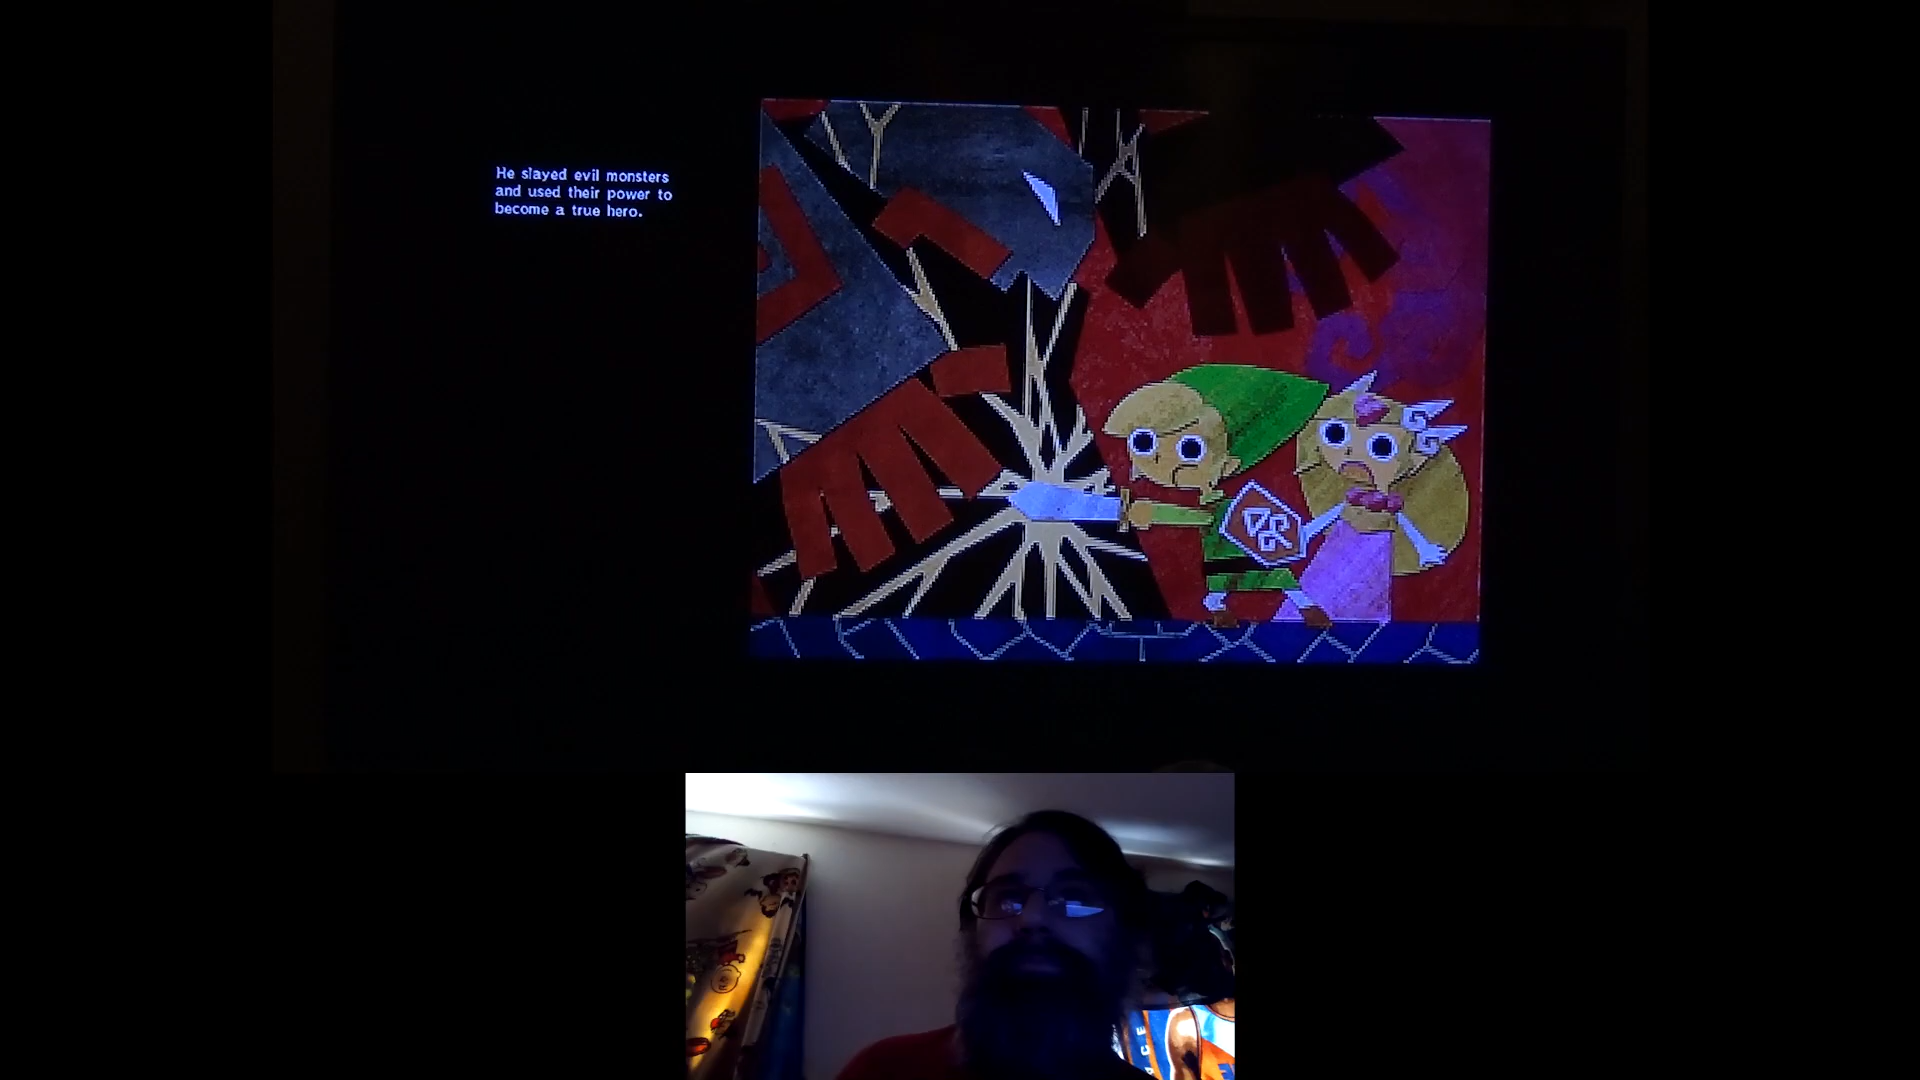 He slayed evil monsters
and used their power to
become a true hero.